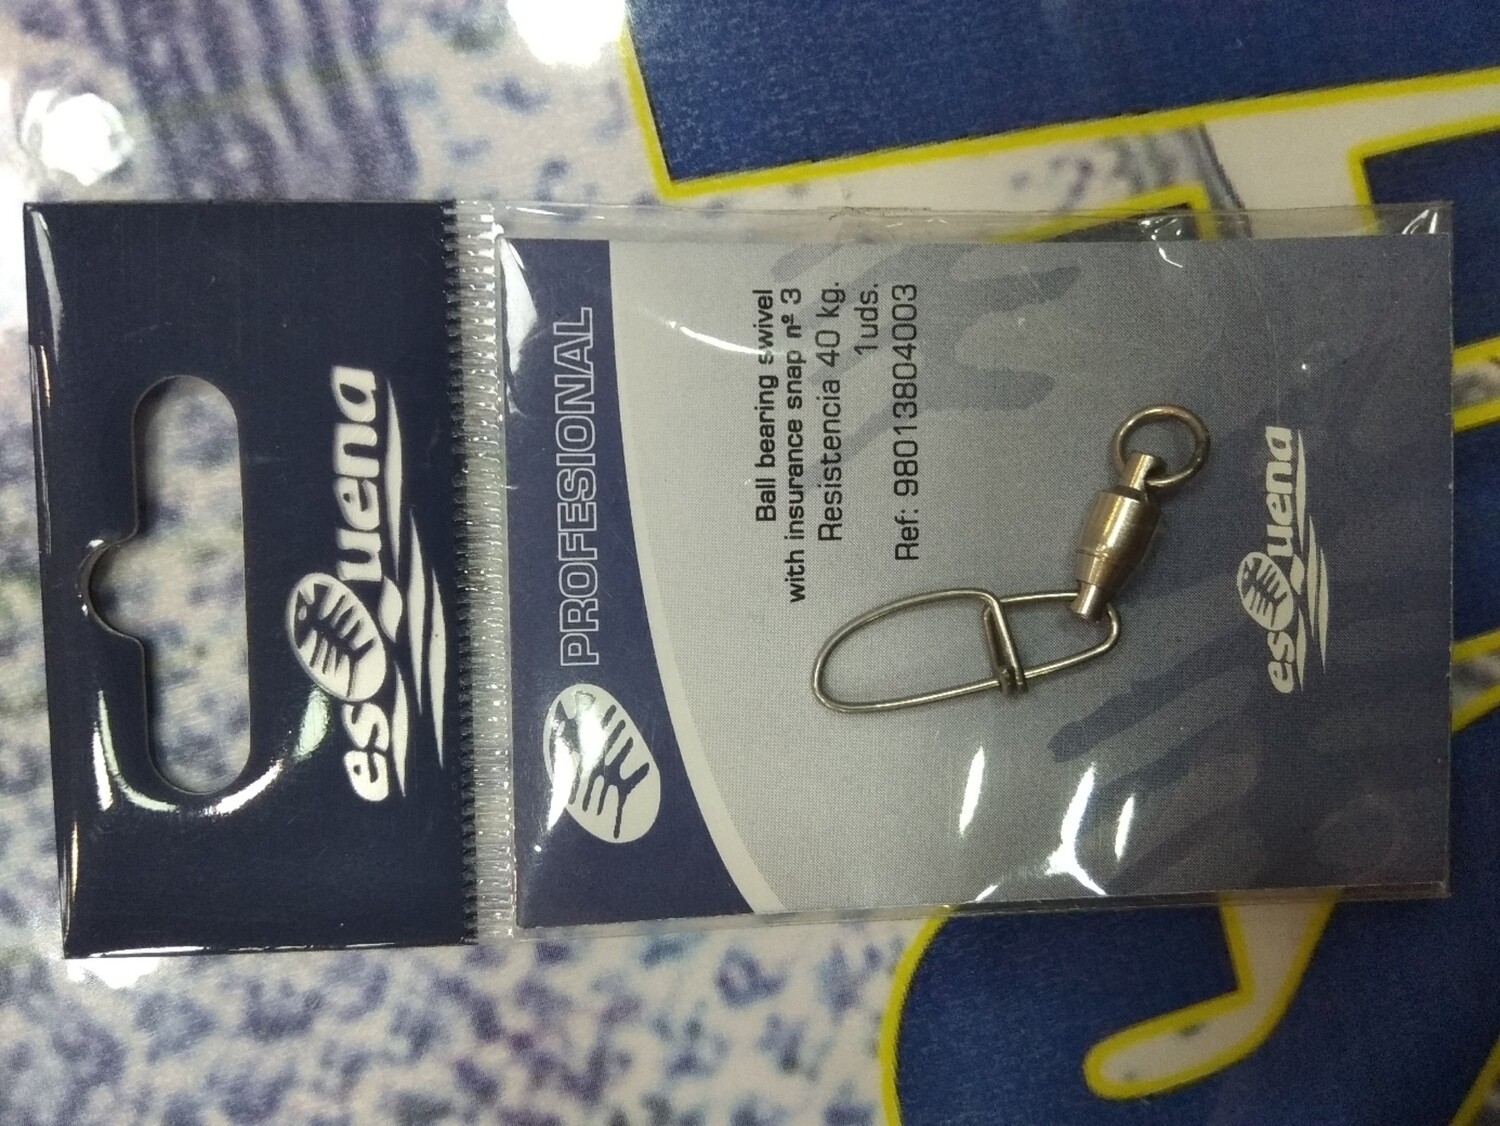 esQuena
PROFESIONAL
Ball bearing swivel
with insurance snap nº 3
Resistencia 40 kg.
1uds.
Ref: 98013804003
esQuena